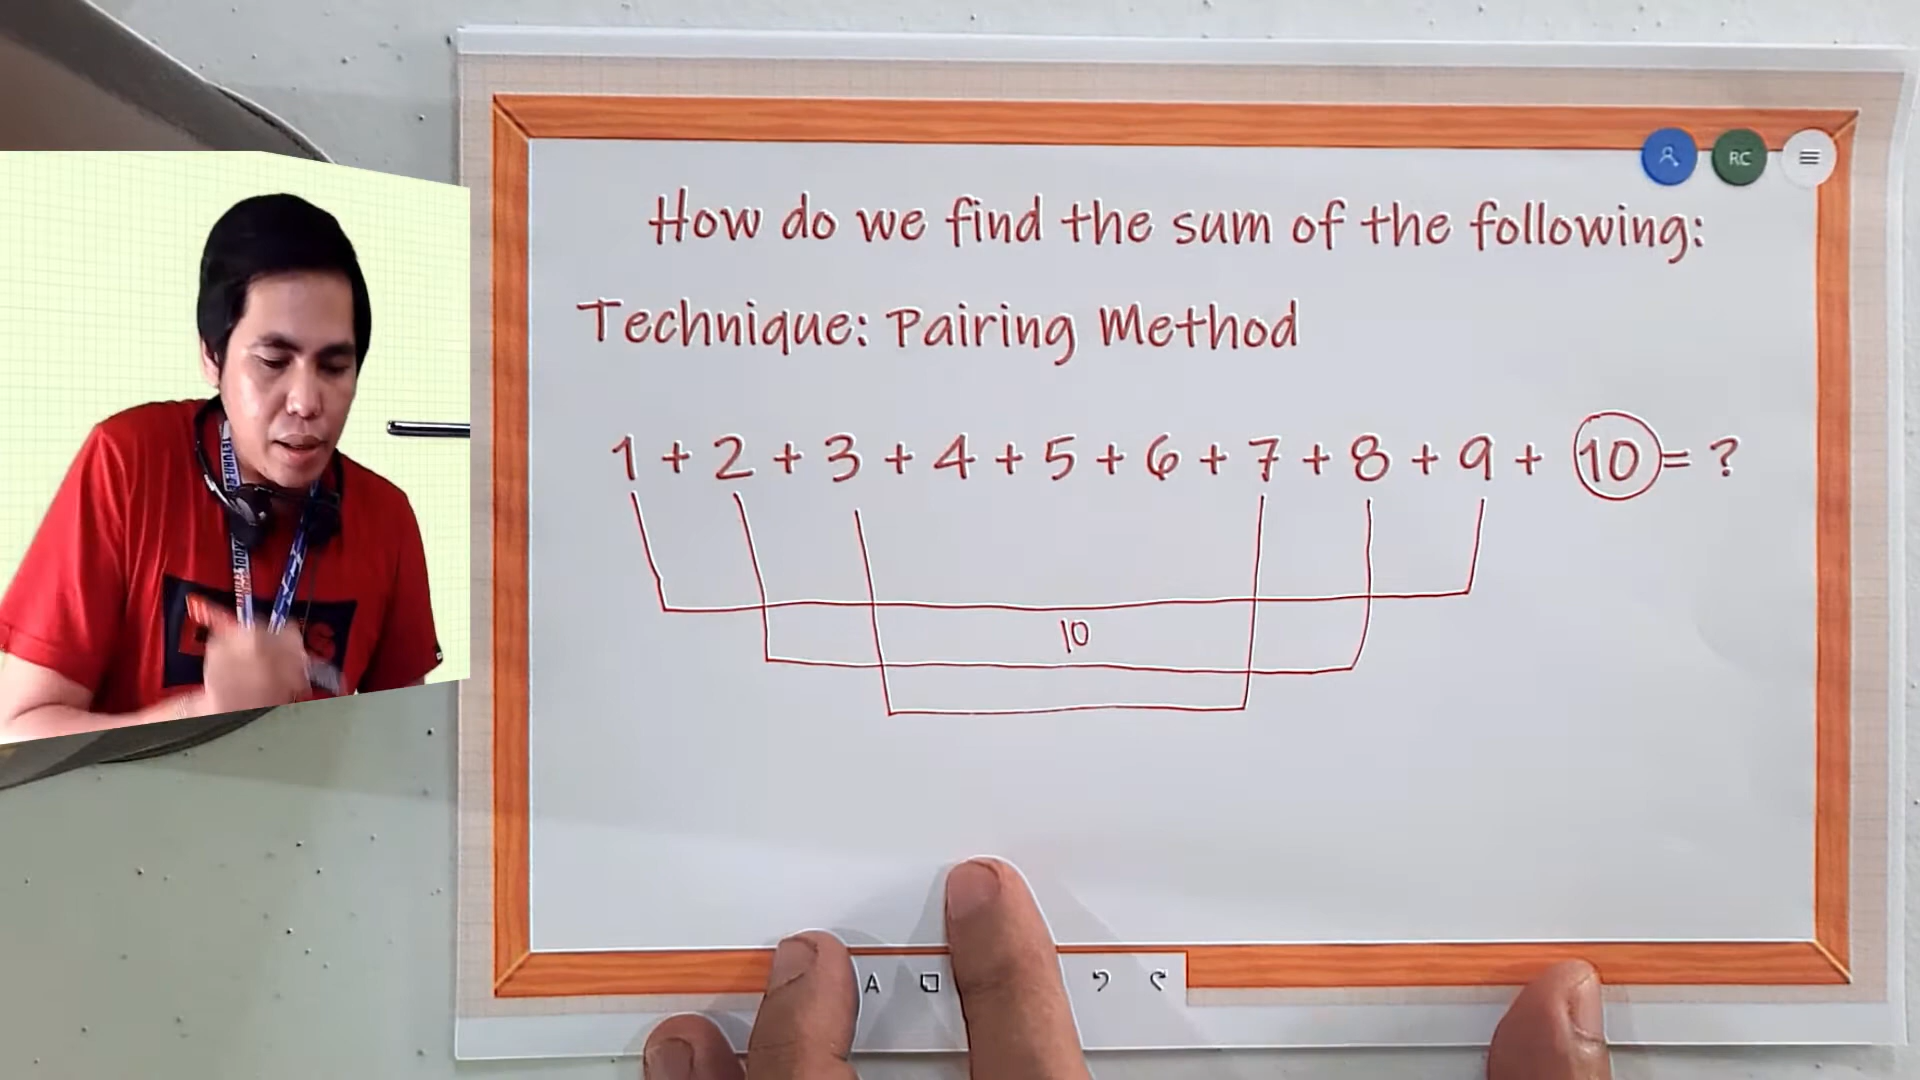 RC
How do we find the sum of the following:
Technique: Pairing Method
1 + 2 + 3 + 4 + 5 + 6 + 7 + 8 + 9 + 10 = ?
10
A